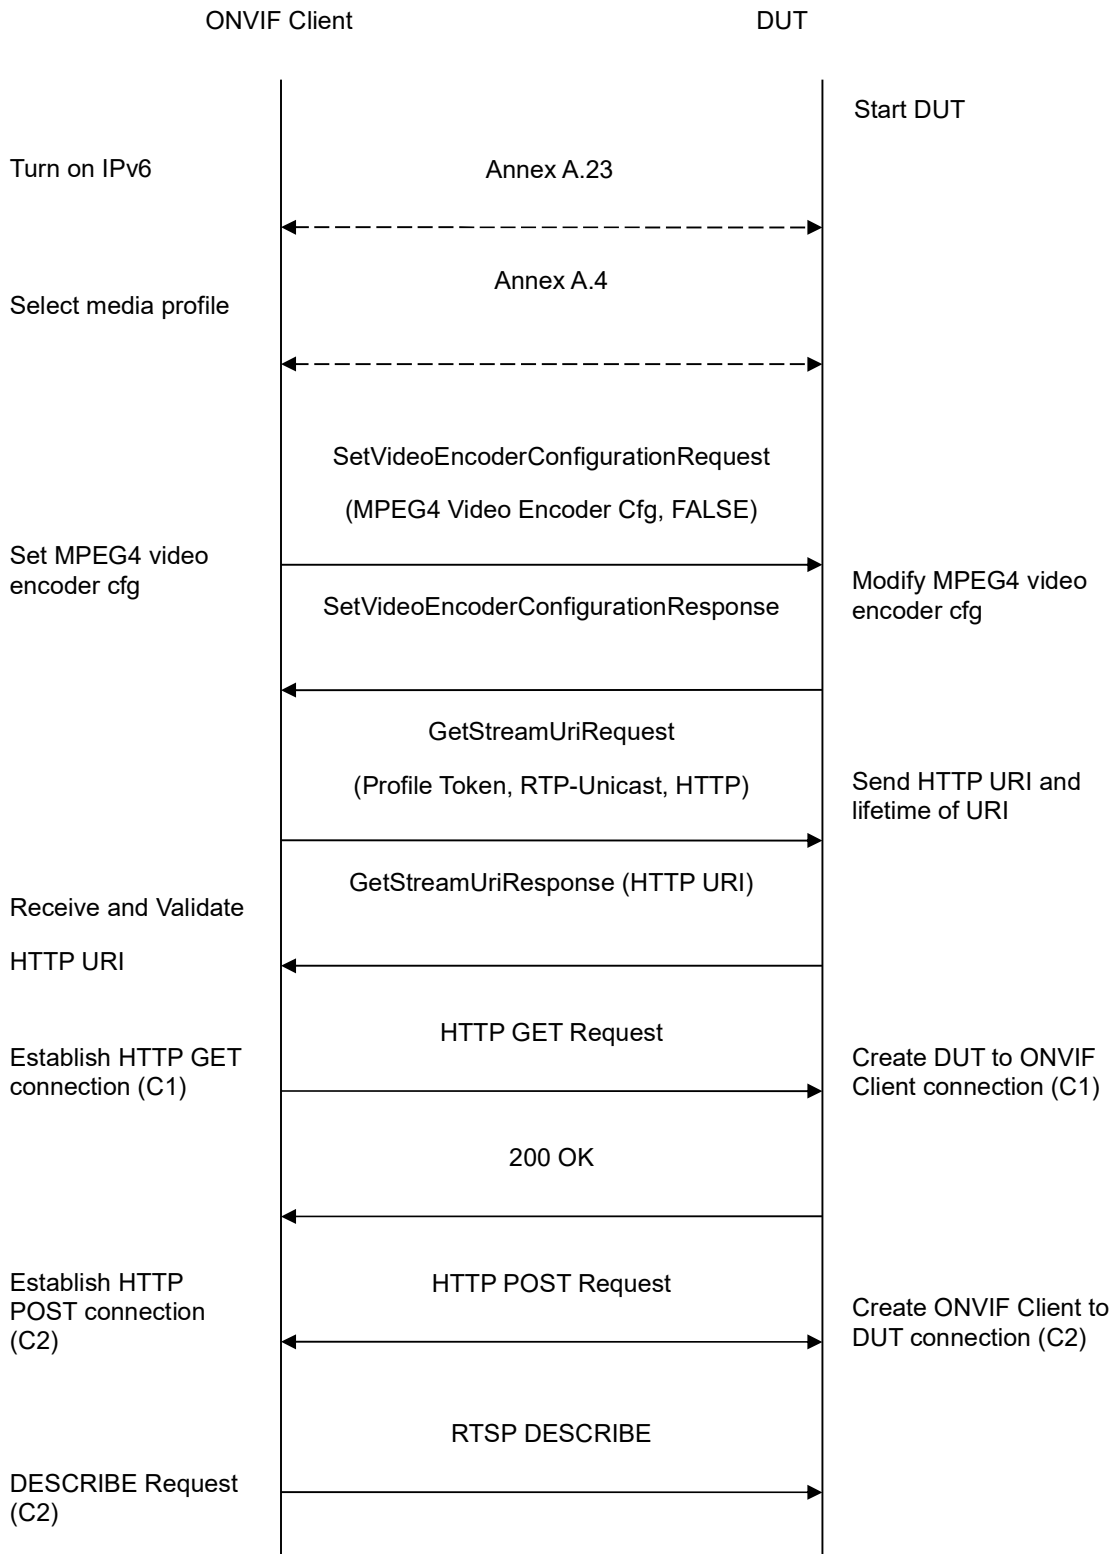 ONVIF Client
DUT
Start DUT
Turn on IPv6
Annex A.23
Annex A.4
Select media profile
SetVideoEncoderConfigurationRequest
(MPEG4 Video Encoder Cfg, FALSE)
Set MPEG4 video
encoder cfg
Modify MPEG4 video
encoder cfg
SetVideoEncoderConfigurationResponse
GetStreamUriRequest
(Profile Token, RTP-Unicast, HTTP)
Send HTTP URI and
lifetime of URI
GetStreamUriResponse (HTTP URI)
Receive and Validate
HTTP URI
HTTP GET Request
Establish HTTP GET
connection (C1)
Create DUT to ONVIF
Client connection (C1)
200 OK
Establish HTTP
POST connection
(C2)
HTTP POST Request
Create ONVIF Client to
DUT connection (C2)
RTSP DESCRIBE
DESCRIBE Request
(C2)